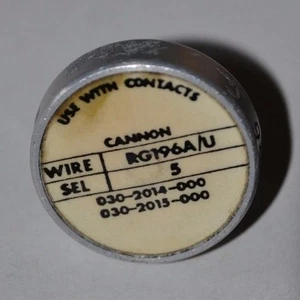 USE WITH CONTACTS
CANNON
WIRE RG196A/U
SEL 5
030-2014-000
030-2015-000